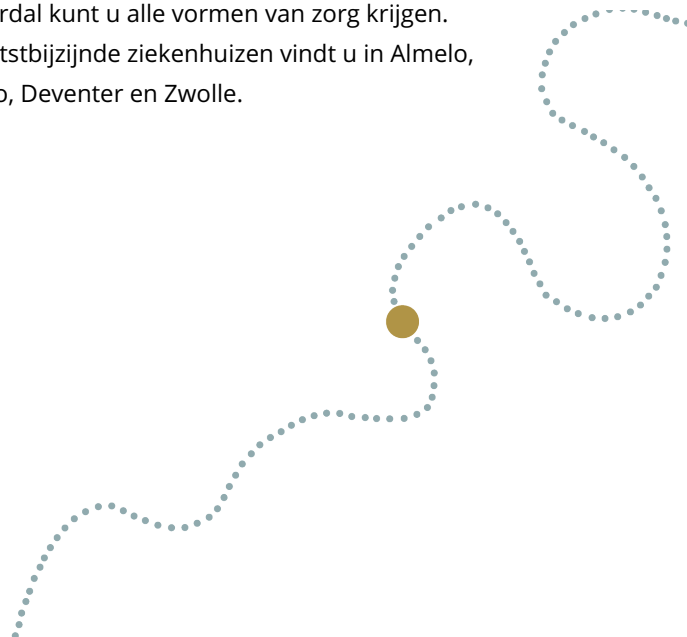 rdal kunt u alle vormen van zorg krijgen.
tstbijzijnde ziekenhuizen vindt u in Almelo,
o, Deventer en Zwolle.